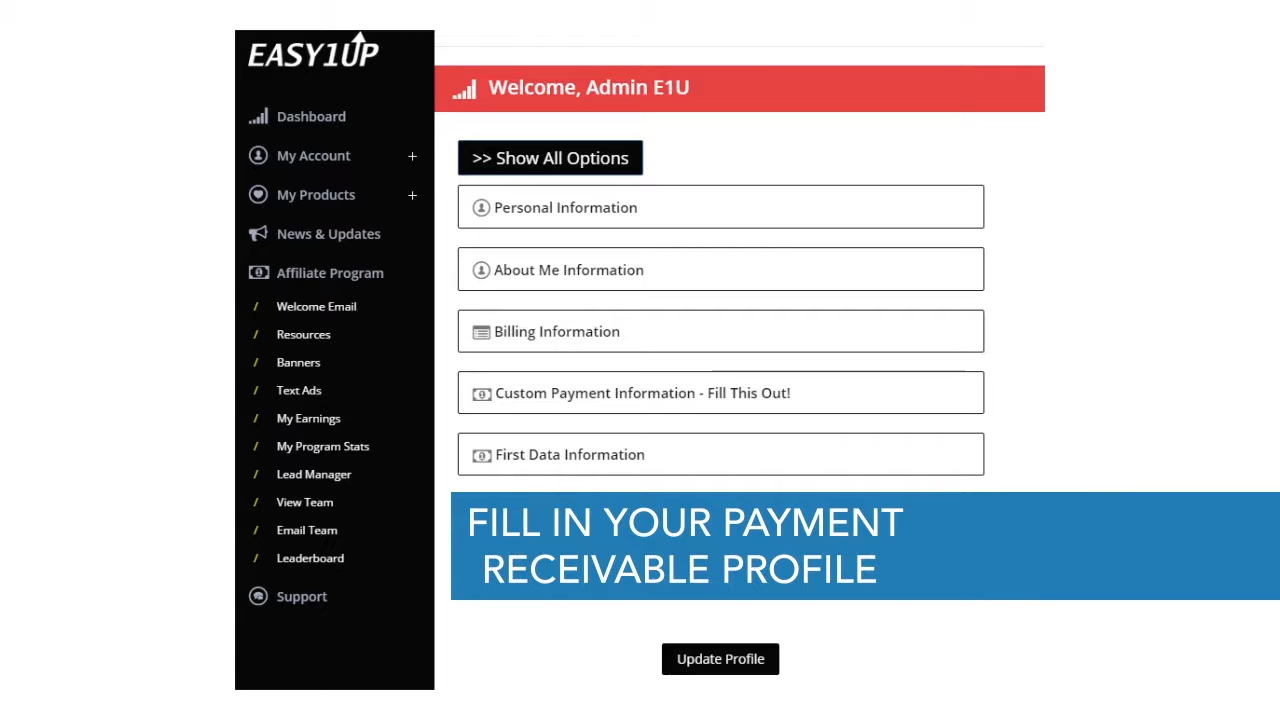 EASY1UP
Dashboard
My Account +
My Products +
News & Updates
Affiliate Program
/ Welcome Email
/ Resources
/ Banners
/ Text Ads
/ My Earnings
/ My Program Stats
/ Lead Manager
/ View Team
/ Email Team
/ Leaderboard
Support
Welcome, Admin E1U
>> Show All Options
Personal Information
About Me Information
Billing Information
Custom Payment Information - Fill This Out!
First Data Information
FILL IN YOUR PAYMENT
RECEIVABLE PROFILE
Update Profile